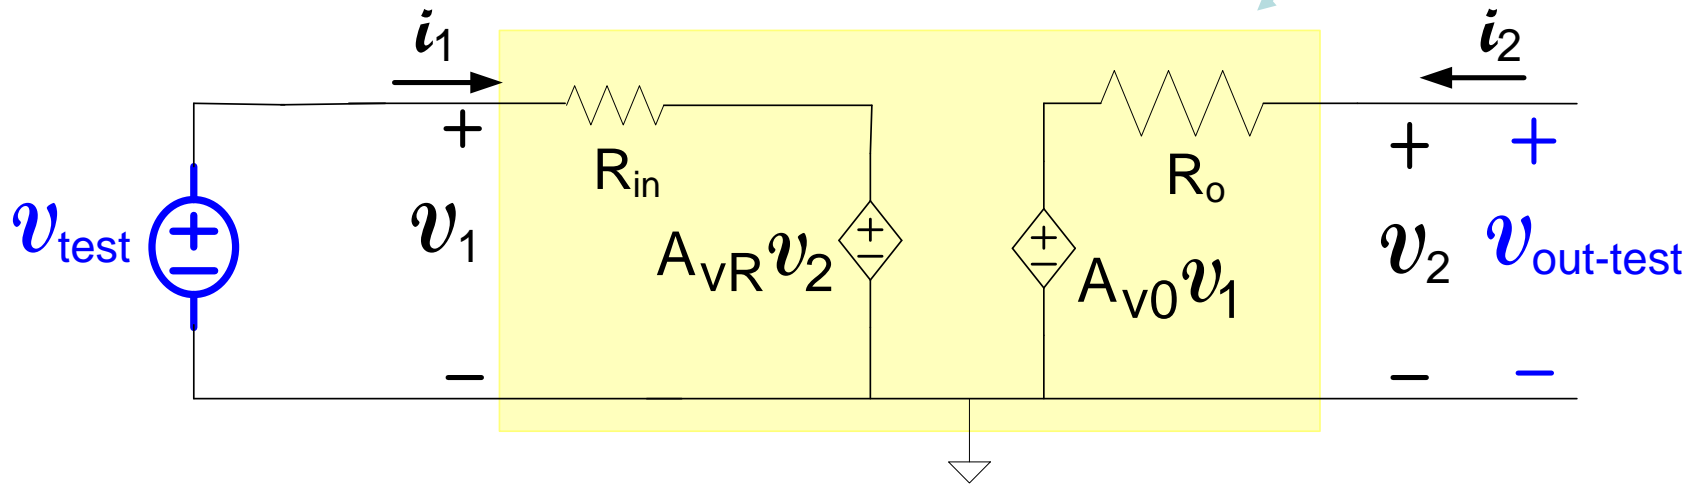 i1
i2
+
+
+
Rin
Ro
vtest
+
−
v1
AvRv2
+
−
+
−
Av0v1
v2
vout-test
−
−
−